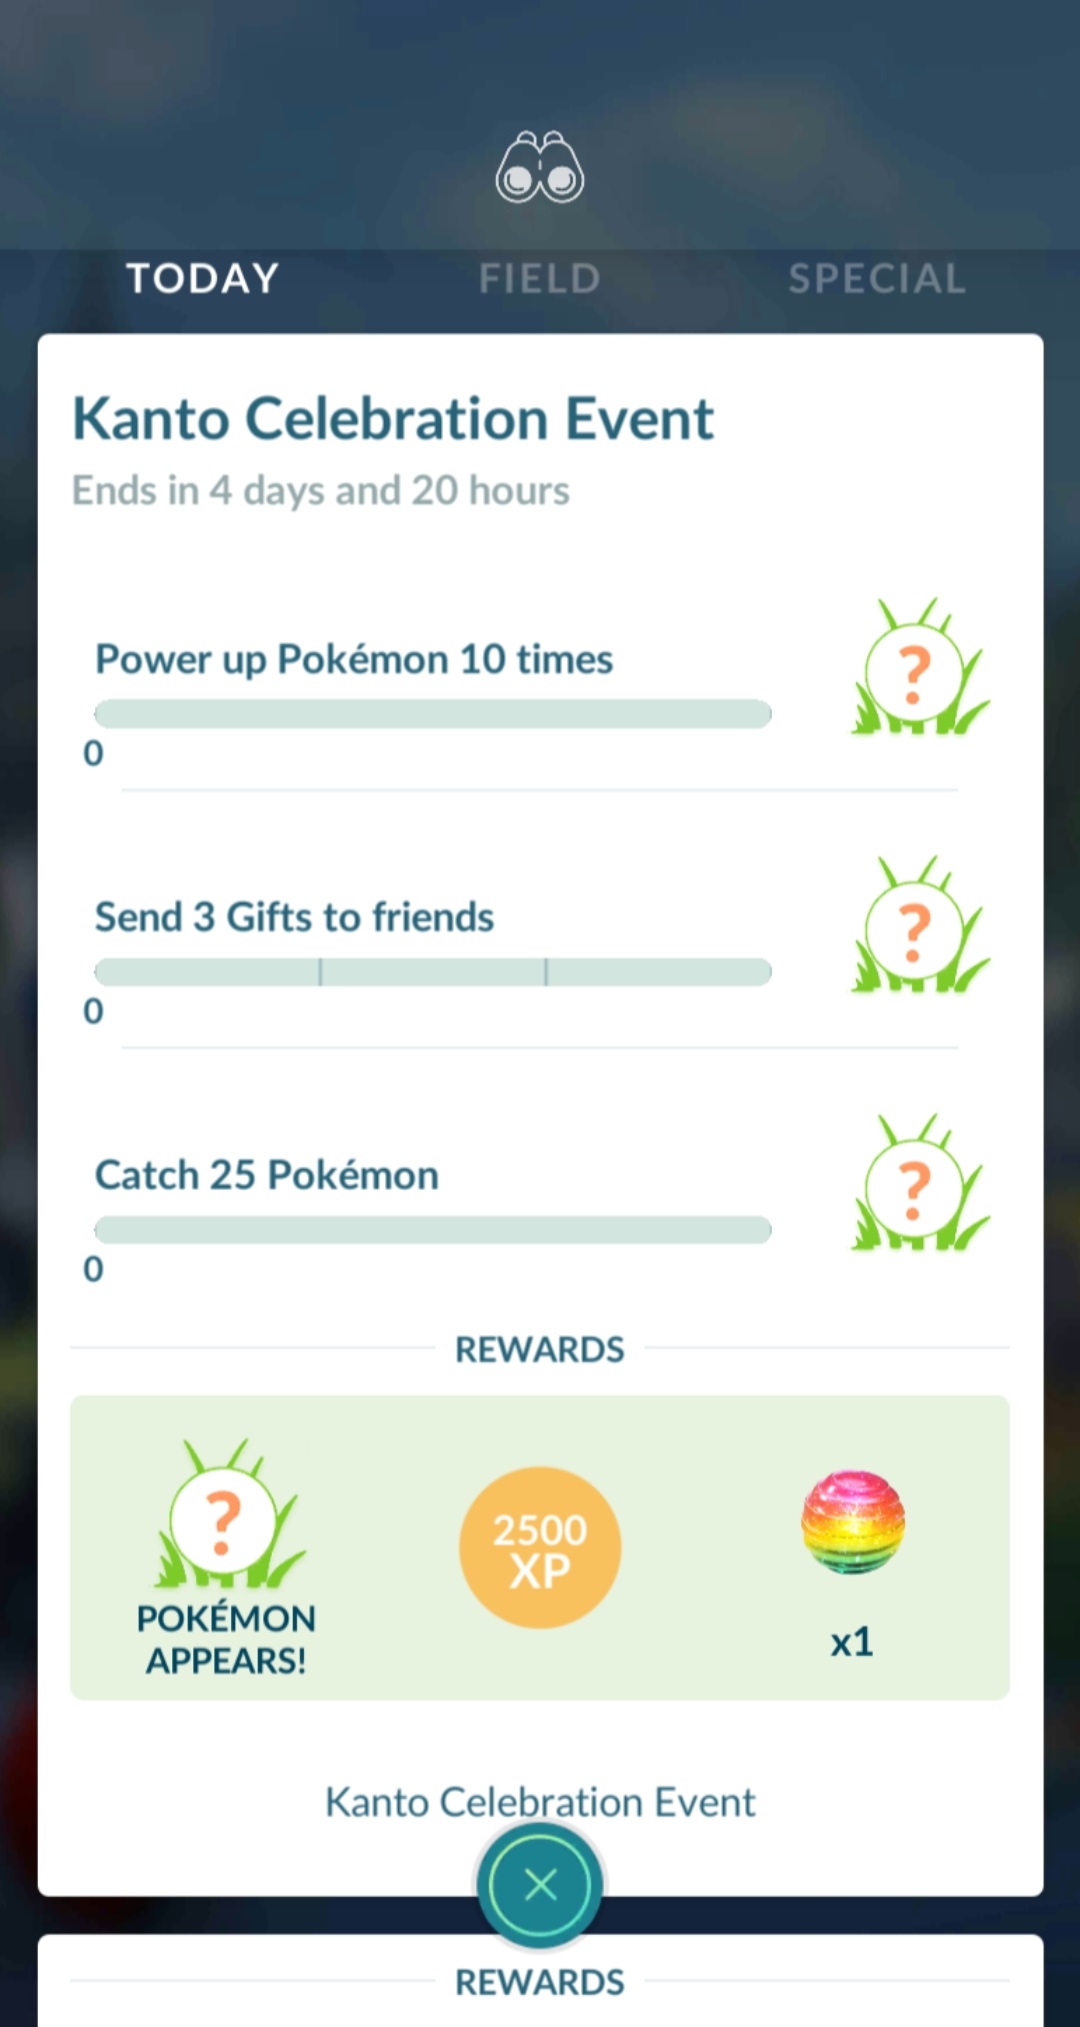 TODAY FIELD SPECIAL
Kanto Celebration Event
Ends in 4 days and 20 hours
Power up Pokémon 10 times
?
0
Send 3 Gifts to friends
?
0
Catch 25 Pokémon
?
0
REWARDS
?
POKÉMON
APPEARS!
2500
XP
x1
Kanto Celebration Event
REWARDS